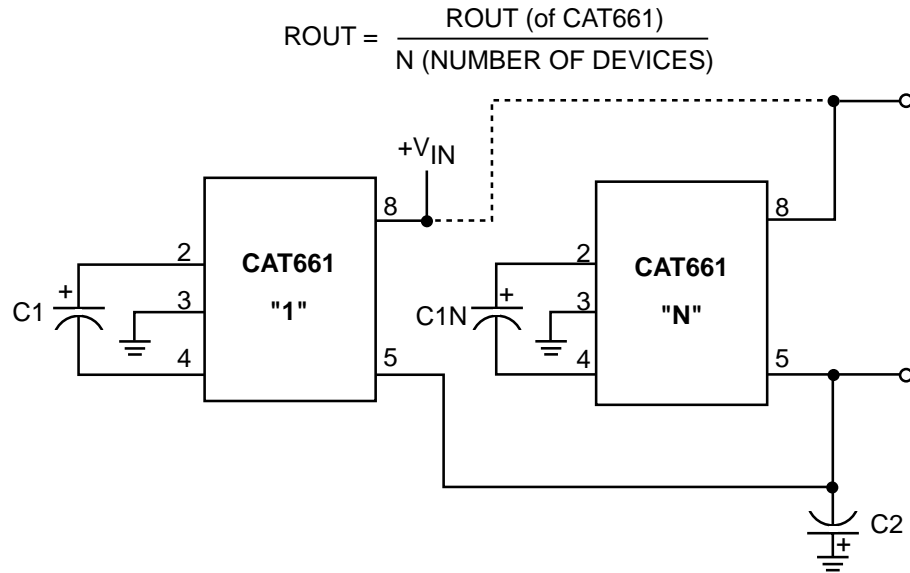 ROUT = ROUT (of CAT661)
N (NUMBER OF DEVICES)
+VIN
8
8
2
CAT661
2
CAT661
C1
+
3
"1"
C1N
+
3
"N"
4
5
4
5
C2
+